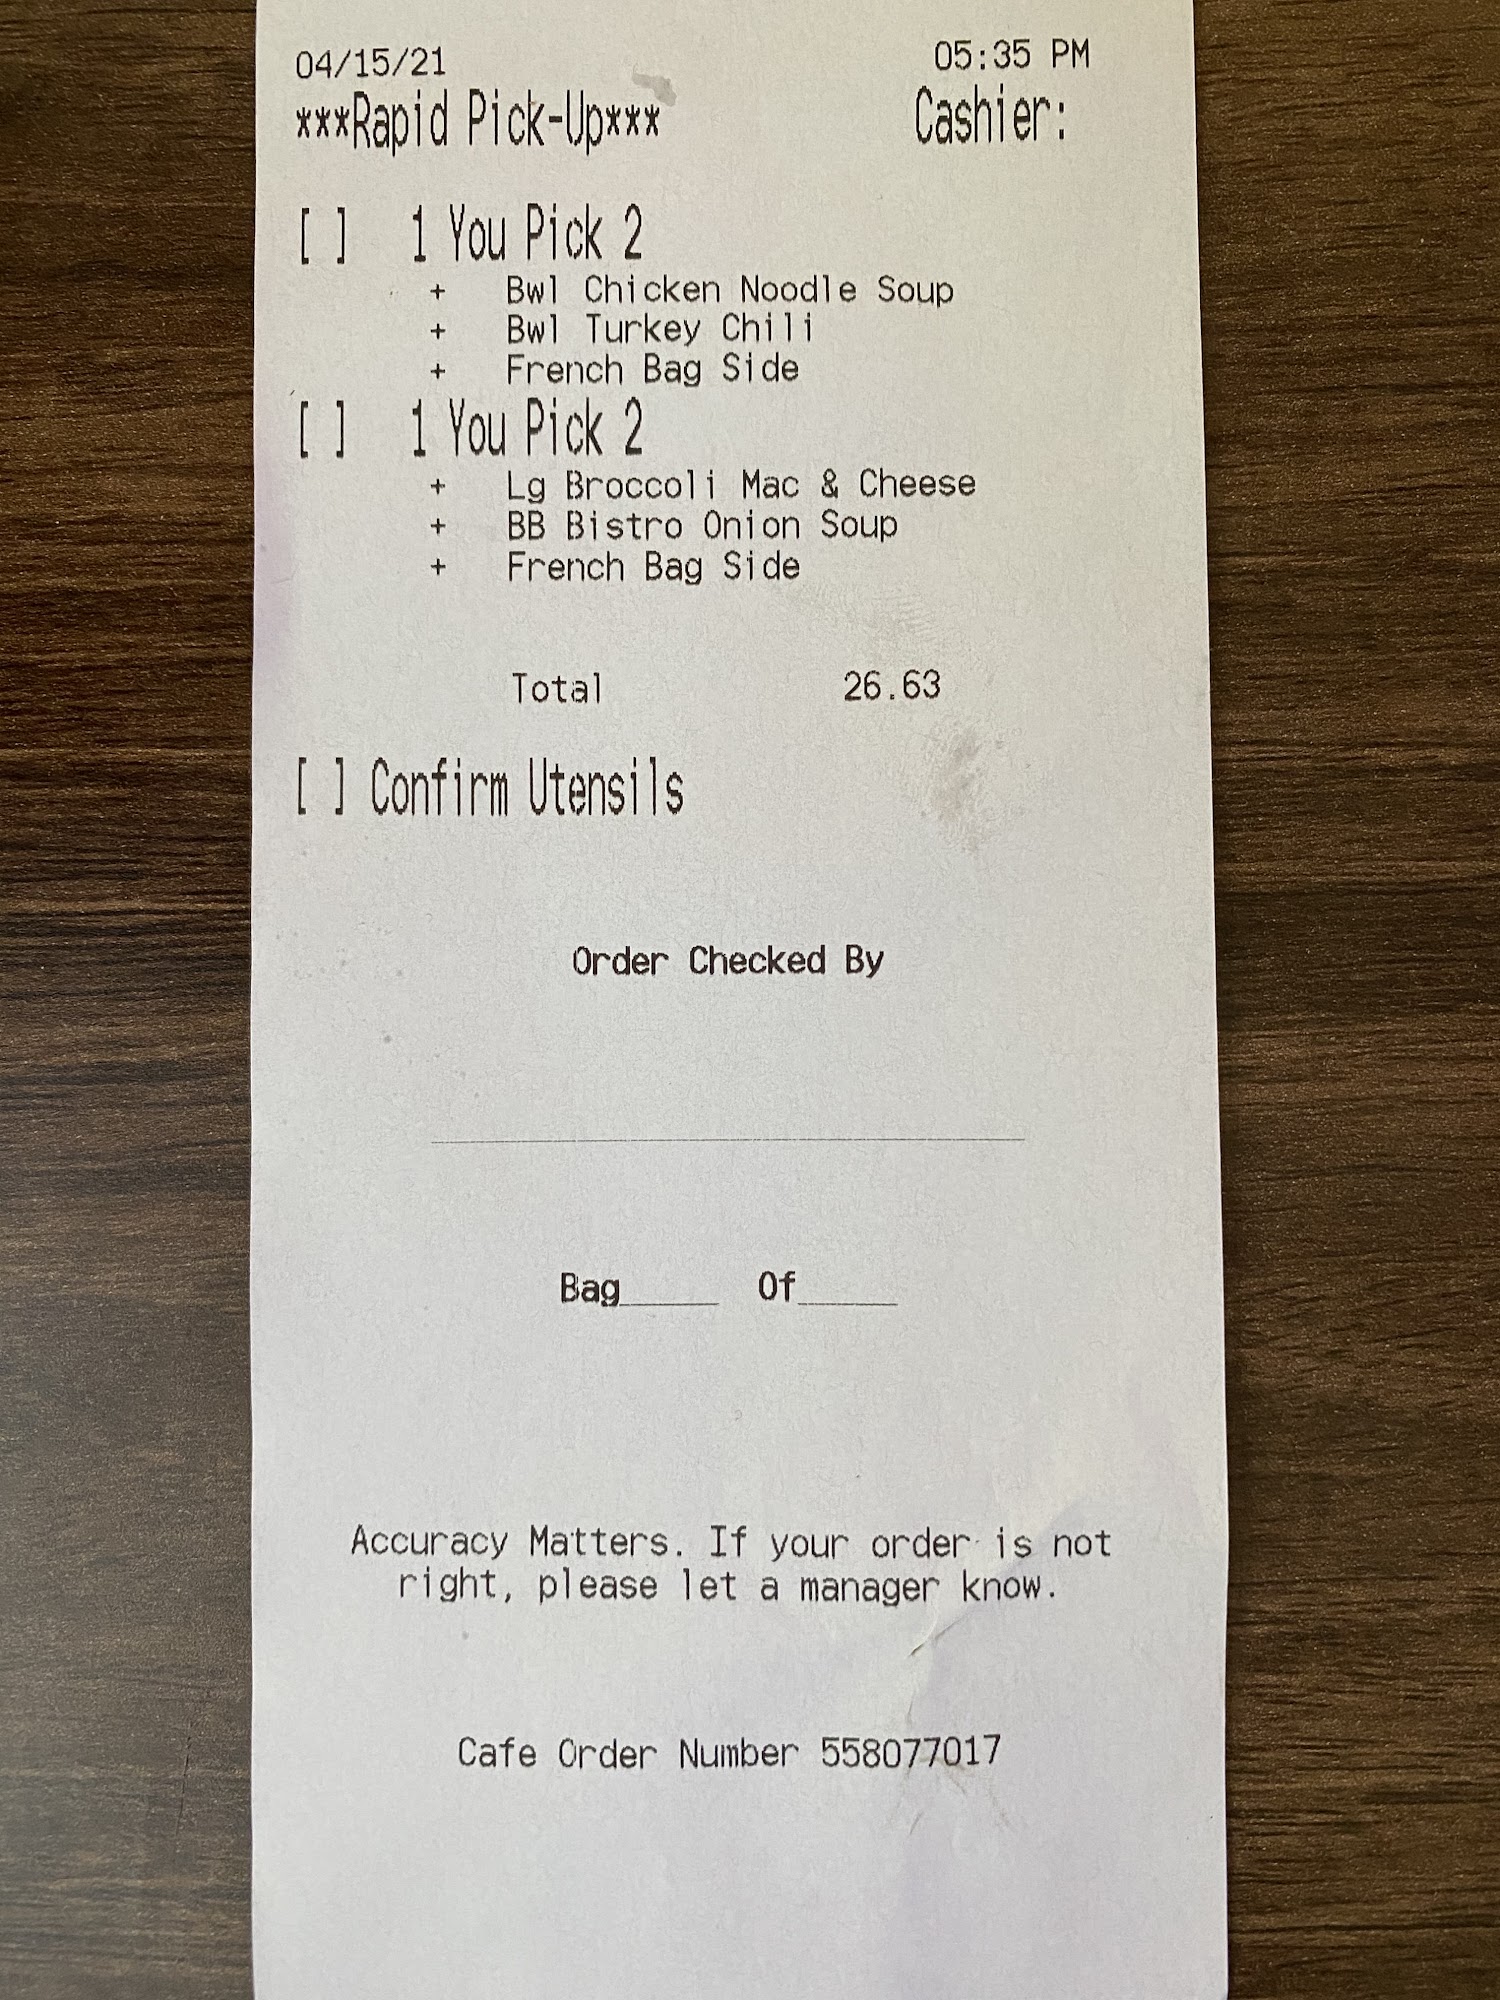 04/15/21 05:35 PM
***Rapid Pick-Up*** Cashier:
[ ] 1 You Pick 2
+ Bwl Chicken Noodle Soup
+ Bwl Turkey Chili
+ French Bag Side
[ ] 1 You Pick 2
+ Lg Broccoli Mac & Cheese
+ BB Bistro Onion Soup
+ French Bag Side
Total 26.63
[ ] Confirm Utensils
Order Checked By
Bag_____ Of_____
Accuracy Matters. If your order is not
right, please let a manager know.
Cafe Order Number 558077017